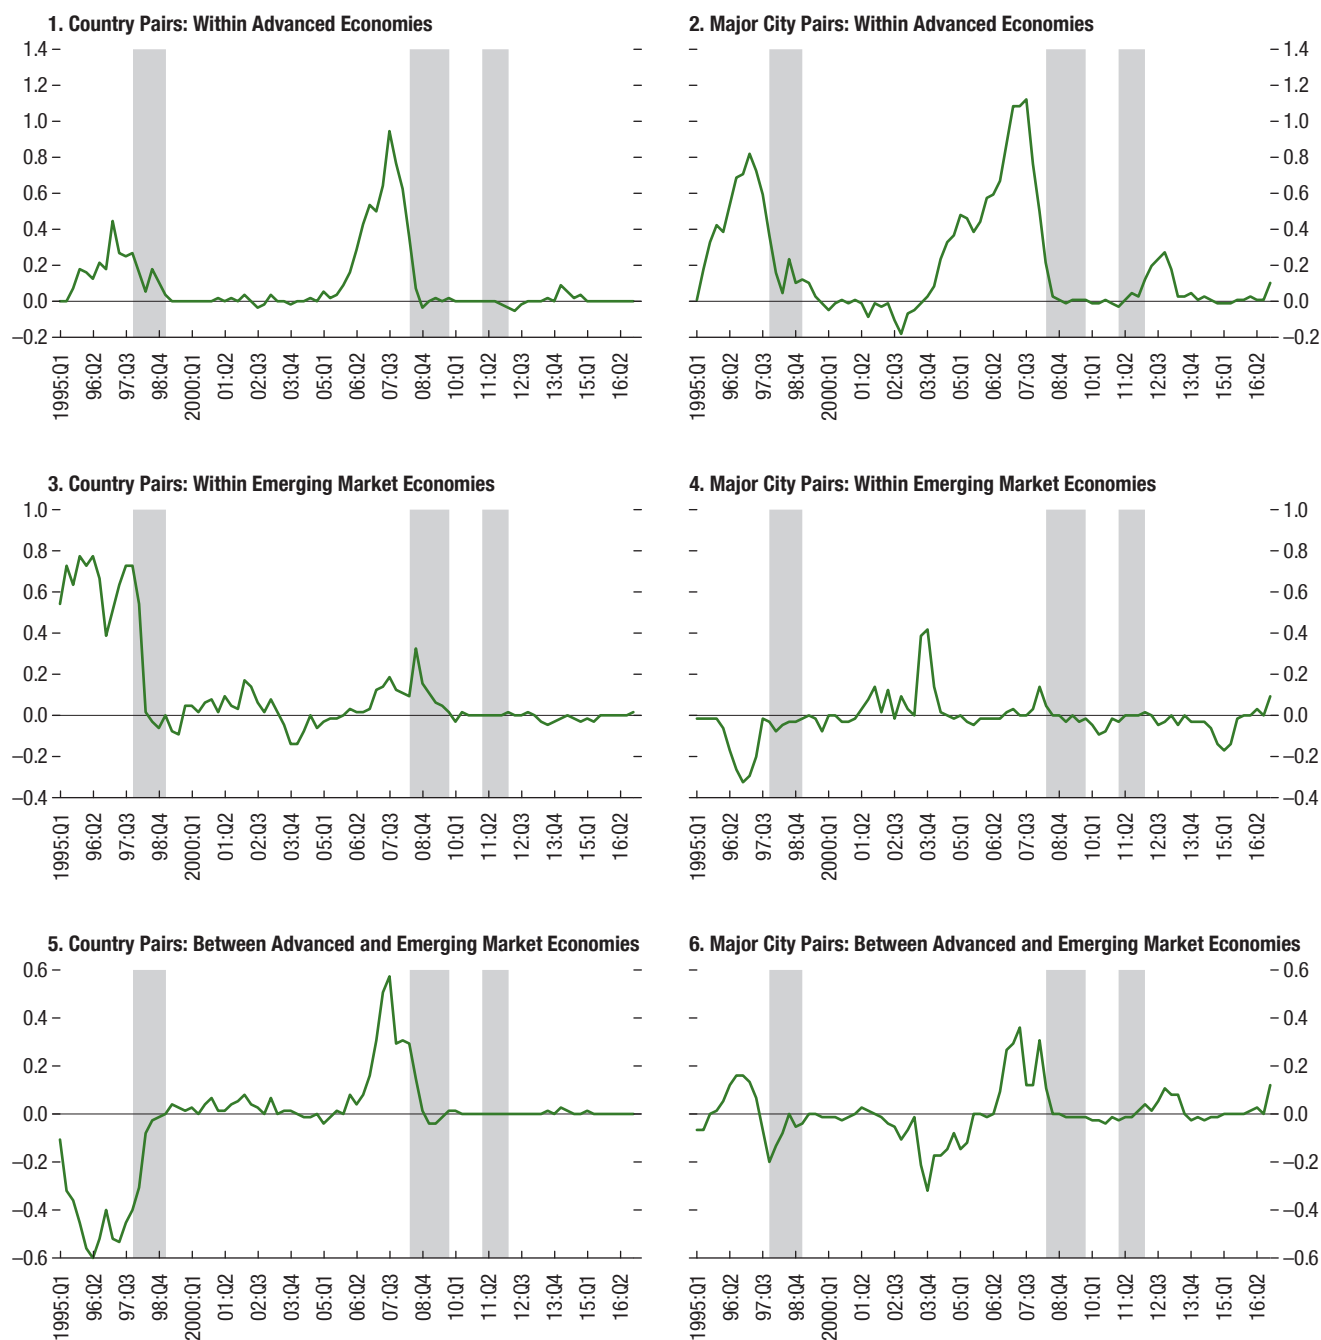 1. Country Pairs: Within Advanced Economies
1.4
1.2
1.0
0.8
0.6
0.4
0.2
0.0
–0.2
1995:Q1
96:Q2
97:Q3
98:Q4
2000:Q1
01:Q2
02:Q3
03:Q4
05:Q1
06:Q2
07:Q3
08:Q4
10:Q1
11:Q2
12:Q3
13:Q4
15:Q1
16:Q2
2. Major City Pairs: Within Advanced Economies
1.4
1.2
1.0
0.8
0.6
0.4
0.2
0.0
–0.2
1995:Q1
96:Q2
97:Q3
98:Q4
2000:Q1
01:Q2
02:Q3
03:Q4
05:Q1
06:Q2
07:Q3
08:Q4
10:Q1
11:Q2
12:Q3
13:Q4
15:Q1
16:Q2
3. Country Pairs: Within Emerging Market Economies
1.0
0.8
0.6
0.4
0.2
0.0
–0.2
–0.4
1995:Q1
96:Q2
97:Q3
98:Q4
2000:Q1
01:Q2
02:Q3
03:Q4
05:Q1
06:Q2
07:Q3
08:Q4
10:Q1
11:Q2
12:Q3
13:Q4
15:Q1
16:Q2
4. Major City Pairs: Within Emerging Market Economies
1.0
0.8
0.6
0.4
0.2
0.0
–0.2
–0.4
1995:Q1
96:Q2
97:Q3
98:Q4
2000:Q1
01:Q2
02:Q3
03:Q4
05:Q1
06:Q2
07:Q3
08:Q4
10:Q1
11:Q2
12:Q3
13:Q4
15:Q1
16:Q2
5. Country Pairs: Between Advanced and Emerging Market Economies
0.6
0.4
0.2
0.0
–0.2
–0.4
–0.6
1995:Q1
96:Q2
97:Q3
98:Q4
2000:Q1
01:Q2
02:Q3
03:Q4
05:Q1
06:Q2
07:Q3
08:Q4
10:Q1
11:Q2
12:Q3
13:Q4
15:Q1
16:Q2
6. Major City Pairs: Between Advanced and Emerging Market Economies
0.6
0.4
0.2
0.0
–0.2
–0.4
–0.6
1995:Q1
96:Q2
97:Q3
98:Q4
2000:Q1
01:Q2
02:Q3
03:Q4
05:Q1
06:Q2
07:Q3
08:Q4
10:Q1
11:Q2
12:Q3
13:Q4
15:Q1
16:Q2